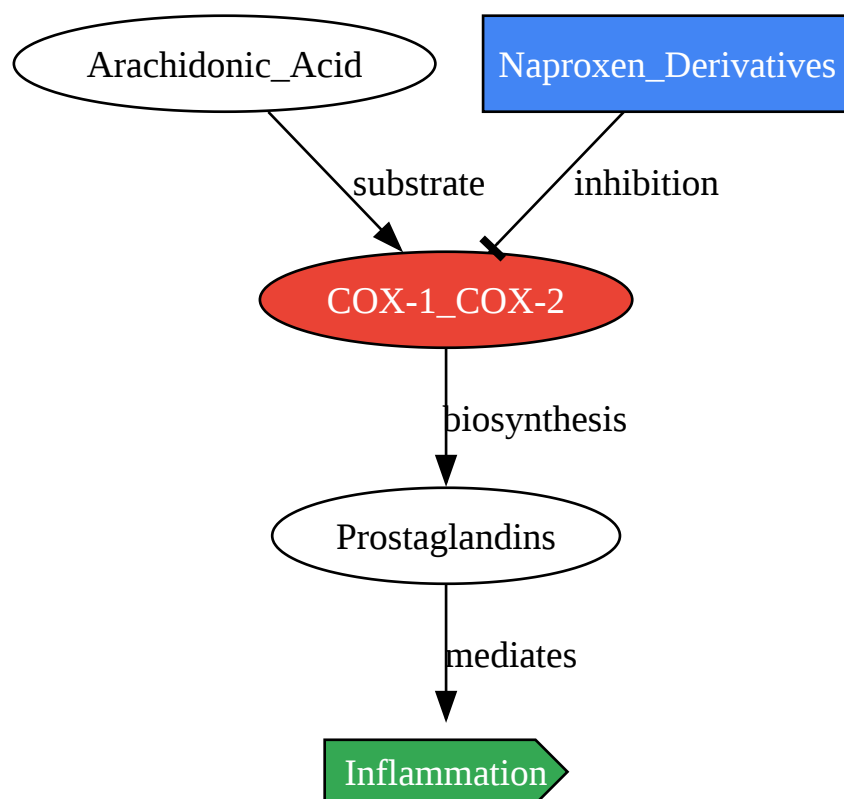 Arachidonic_Acid
Naproxen_Derivatives
substrate
inhibition
COX-1_COX-2
biosynthesis
Prostaglandins
mediates
Inflammation